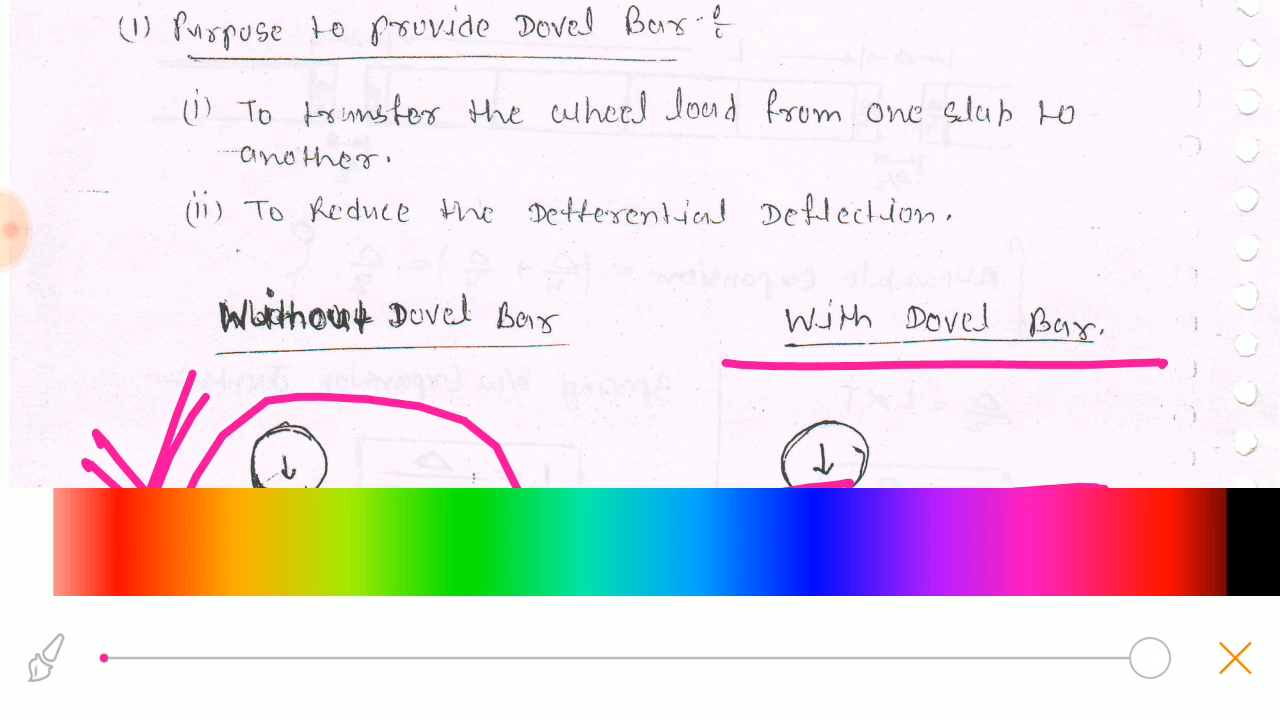 (1) Purpose to provide Dovel Bar :-
(i) To transfer the wheel load from one slab to
another.
(ii) To Reduce the Defferential Deflection.
Without Dovel Bar
With Dovel Bar.